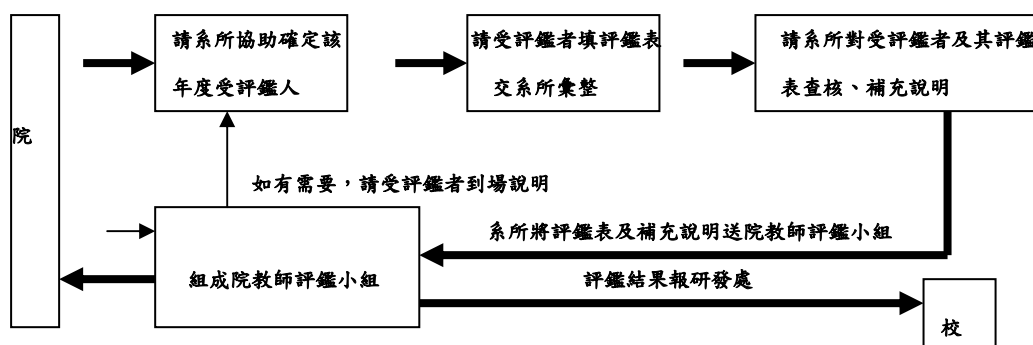 請系所協助確定該
年度受評鑑人
請受評鑑者填評鑑表
交系所彙整
請系所對受評鑑者及其評鑑
表查核、補充說明
院
如有需要，請受評鑑者到場說明
系所將評鑑表及補充說明送院教師評鑑小組
組成院教師評鑑小組
評鑑結果報研發處
校